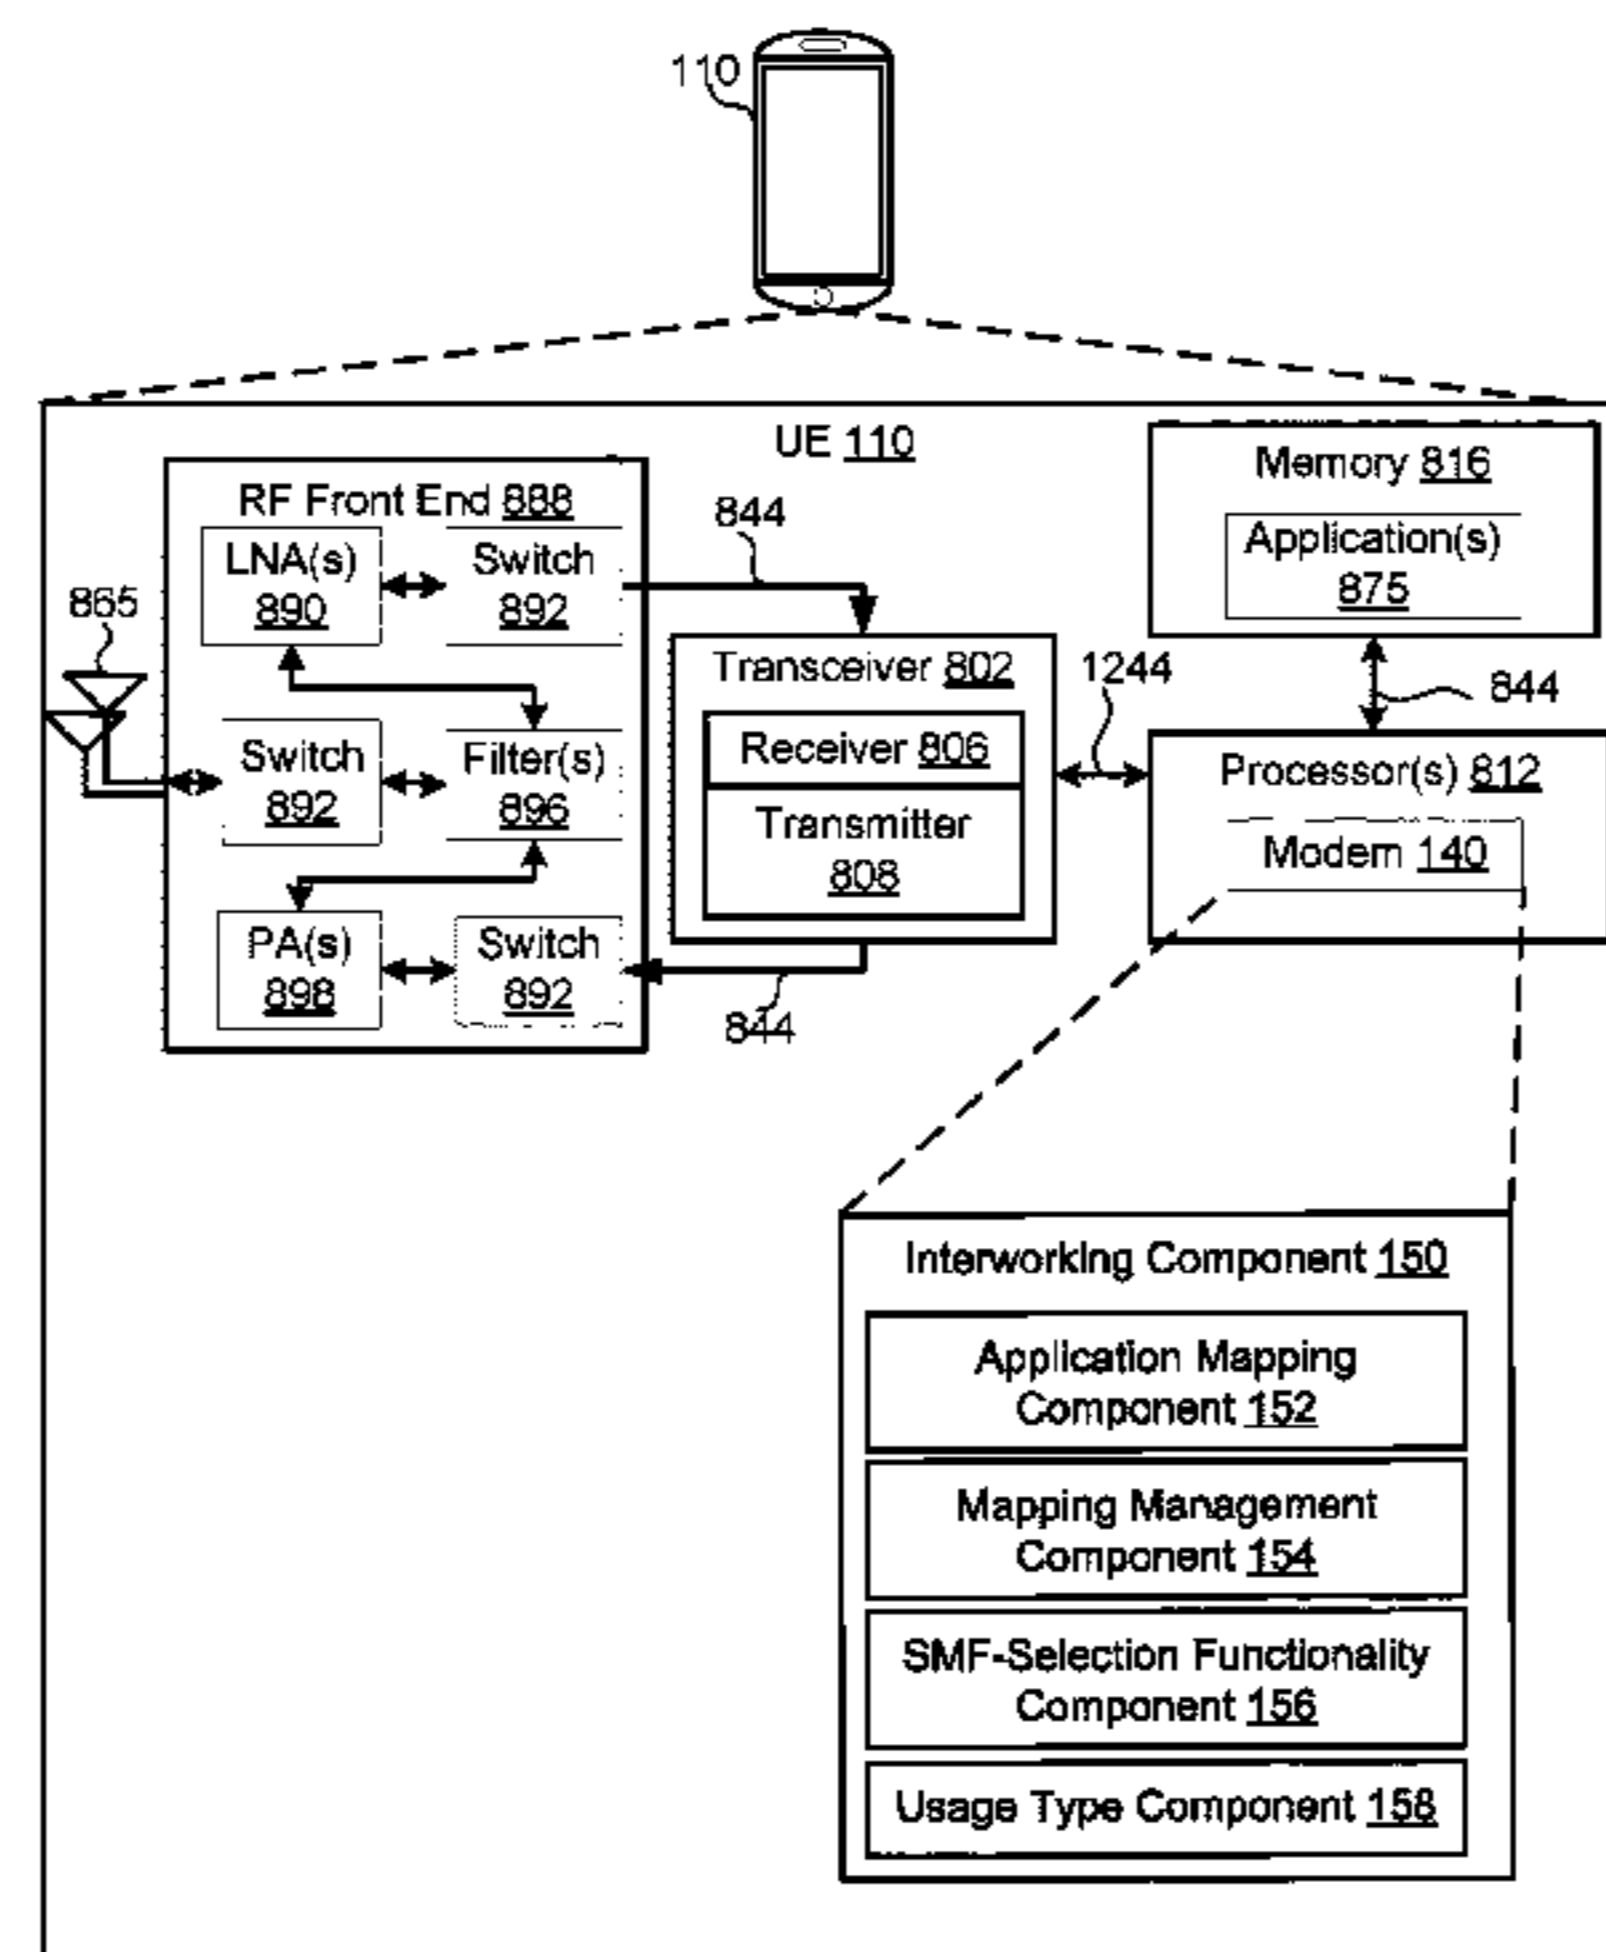 110
UE 110
RF Front End 888
LNA(s)
890
Switch
892
844
865
Switch
892
Filter(s)
896
PA(s)
898
Switch
892
844
Transceiver 802
Receiver 806
Transmitter
808
1244
Memory 816
Application(s)
875
844
Processor(s) 812
Modem 140
Interworking Component 150
Application Mapping
Component 152
Mapping Management
Component 154
SMF-Selection Functionality
Component 156
Usage Type Component 158